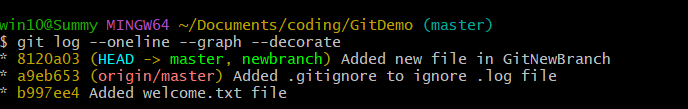 win10@Summy MINGW64 ~/Documents/coding/GitDemo (master)
$ git log --oneline --graph --decorate
* 8120a03 (HEAD -> master, newbranch) Added new file in GitNewBranch
* a9eb653 (origin/master) Added .gitignore to ignore .log file
* b997ee4 Added welcome.txt file